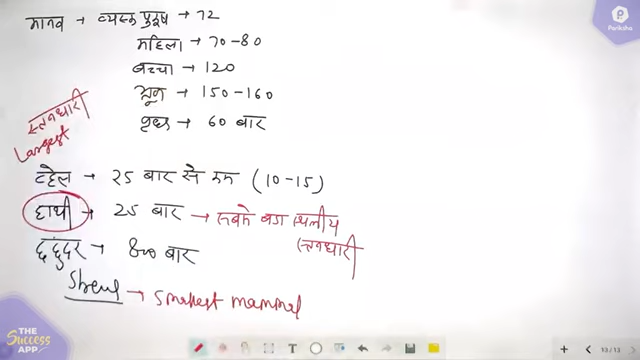 मानव → व्यस्क पुरुष → 72
महिला → 70-80
बच्चा → 120
भ्रून → 150-160
वृद्ध → 60 बार
स्तनधारी
Largest
व्हेल → 25 बार से कम (10-15)
हाथी → 25 बार → सबसे बडा स्थलीय
स्तनधारी
छछुंदर → 800 बार
Shrew → smallest mammal
THE
Success
APP
Pariksha
13/13